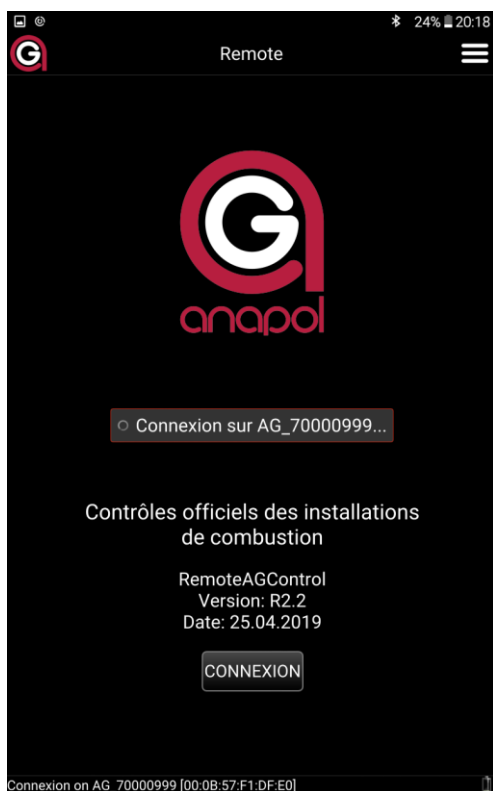 24% 20:18
Remote
anapol
Connexion sur AG_70000999...
Contrôles officiels des installations
de combustion
RemoteAGControl
Version: R2.2
Date: 25.04.2019
CONNEXION
Connexion on AG_70000999 [00:0B:57:F1:DF:E0]